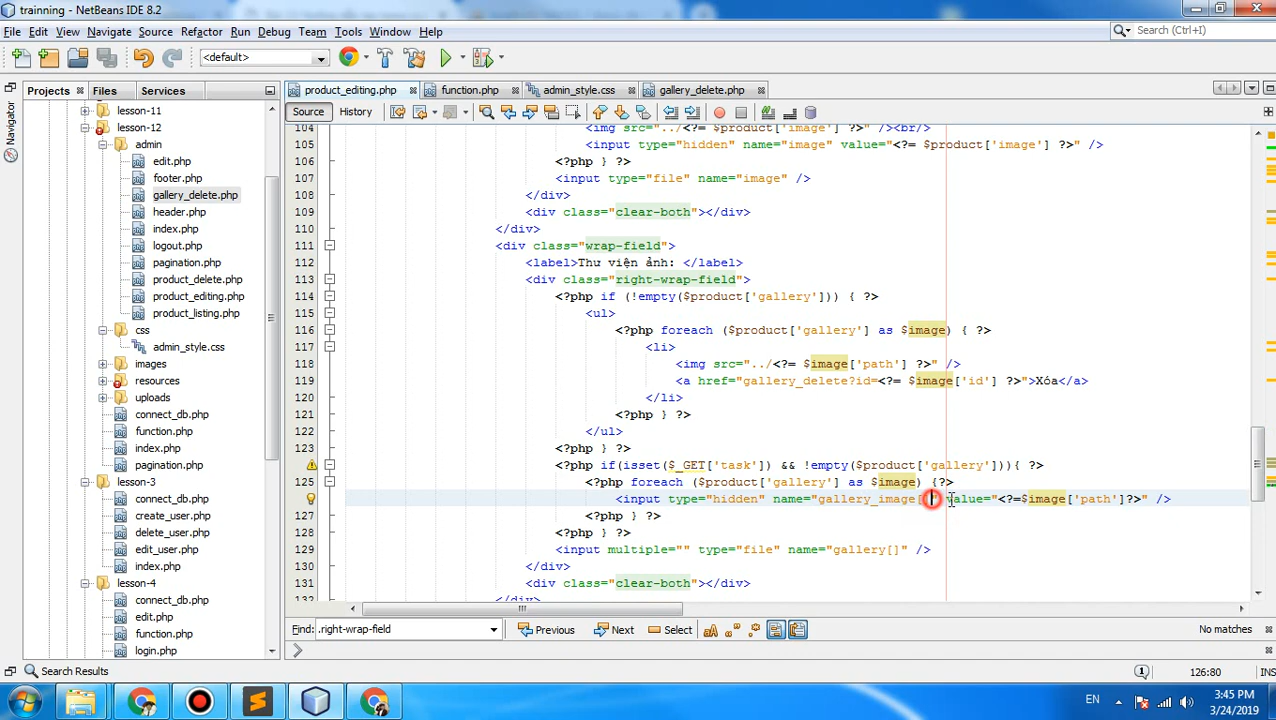 trainning - NetBeans IDE 8.2
File Edit View Navigate Source Refactor Run Debug Team Tools Window Help
Search (Ctrl+I)
<default>
Projects Files Services
product_editing.php function.php admin_style.css gallery_delete.php
Navigator
Source History
lesson-11
lesson-12
admin
edit.php
footer.php
gallery_delete.php
header.php
index.php
logout.php
pagination.php
product_delete.php
product_editing.php
product_listing.php
css
admin_style.css
images
resources
uploads
connect_db.php
function.php
index.php
pagination.php
lesson-3
connect_db.php
create_user.php
delete_user.php
edit_user.php
index.php
lesson-4
connect_db.php
edit.php
function.php
login.php
104 <img src="../<?= $product['image'] ?>" /><br/>
105 <input type="hidden" name="image" value="<?= $product['image'] ?>" />
106 <?php } ?>
107 <input type="file" name="image" />
108 </div>
109 <div class="clear-both"></div>
110 </div>
111 <div class="wrap-field">
112 <label>Thư viện ảnh: </label>
113 <div class="right-wrap-field">
114 <?php if (!empty($product['gallery'])) { ?>
115 <ul>
116 <?php foreach ($product['gallery'] as $image) { ?>
117 <li>
118 <img src="../<?= $image['path'] ?>" />
119 <a href="gallery_delete?id=<?= $image['id'] ?>">Xóa</a>
120 </li>
121 <?php } ?>
122 </ul>
123 <?php } ?>
124 <?php if(isset($_GET['task']) && !empty($product['gallery'])){ ?>
125 <?php foreach ($product['gallery'] as $image) {?>
126 <input type="hidden" name="gallery_image[ value="<?=$image['path']?>" />
127 <?php } ?>
128 <?php } ?>
129 <input multiple="" type="file" name="gallery[]" />
130 </div>
131 <div class="clear-both"></div>
132 </div>
Find: .right-wrap-field Previous Next Select No matches
Search Results 1 126:80 INS
EN 3:45 PM
3/24/2019